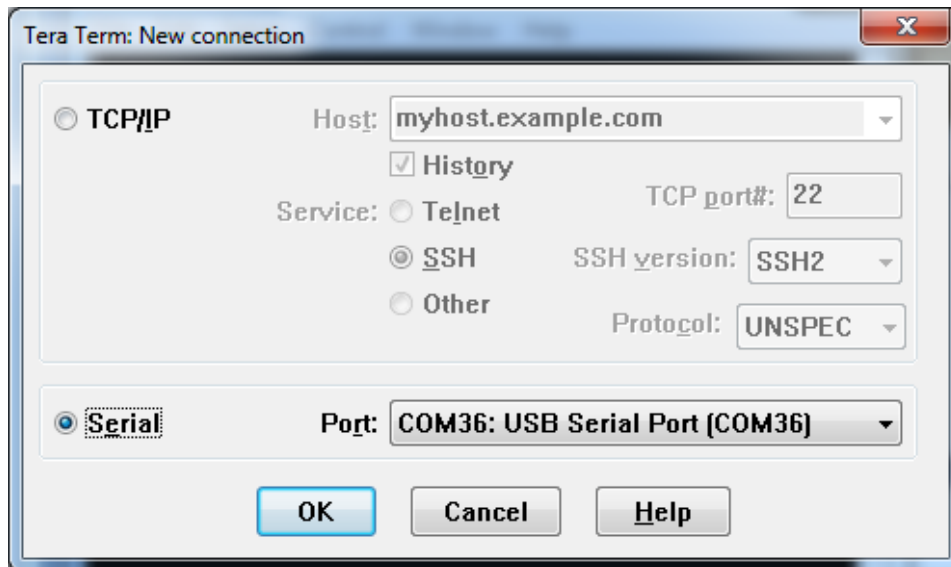 Tera Term: New connection
TCP/IP
Host: myhost.example.com
History
Service: Telnet
TCP port#: 22
SSH
SSH version: SSH2
Other
Protocol: UNSPEC
Serial
Port: COM36: USB Serial Port (COM36)
OK Cancel Help